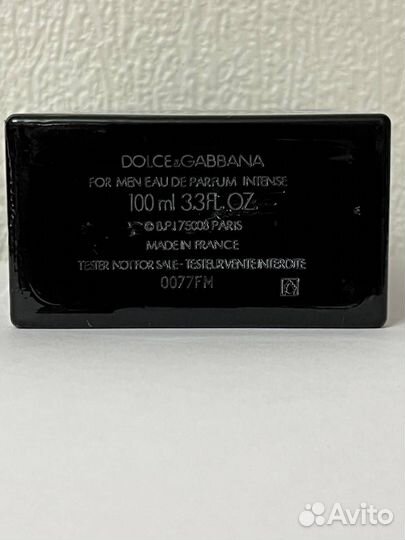 DOLCE&GABBANA
FOR MEN EAU DE PARFUM INTENSE
100 ml 3.3Fl. OZ.
© B.P.I 75008 PARIS
MADE IN FRANCE
TESTER NOT FOR SALE - TESTEUR VENTE INTERDITE
0077FM
Avito